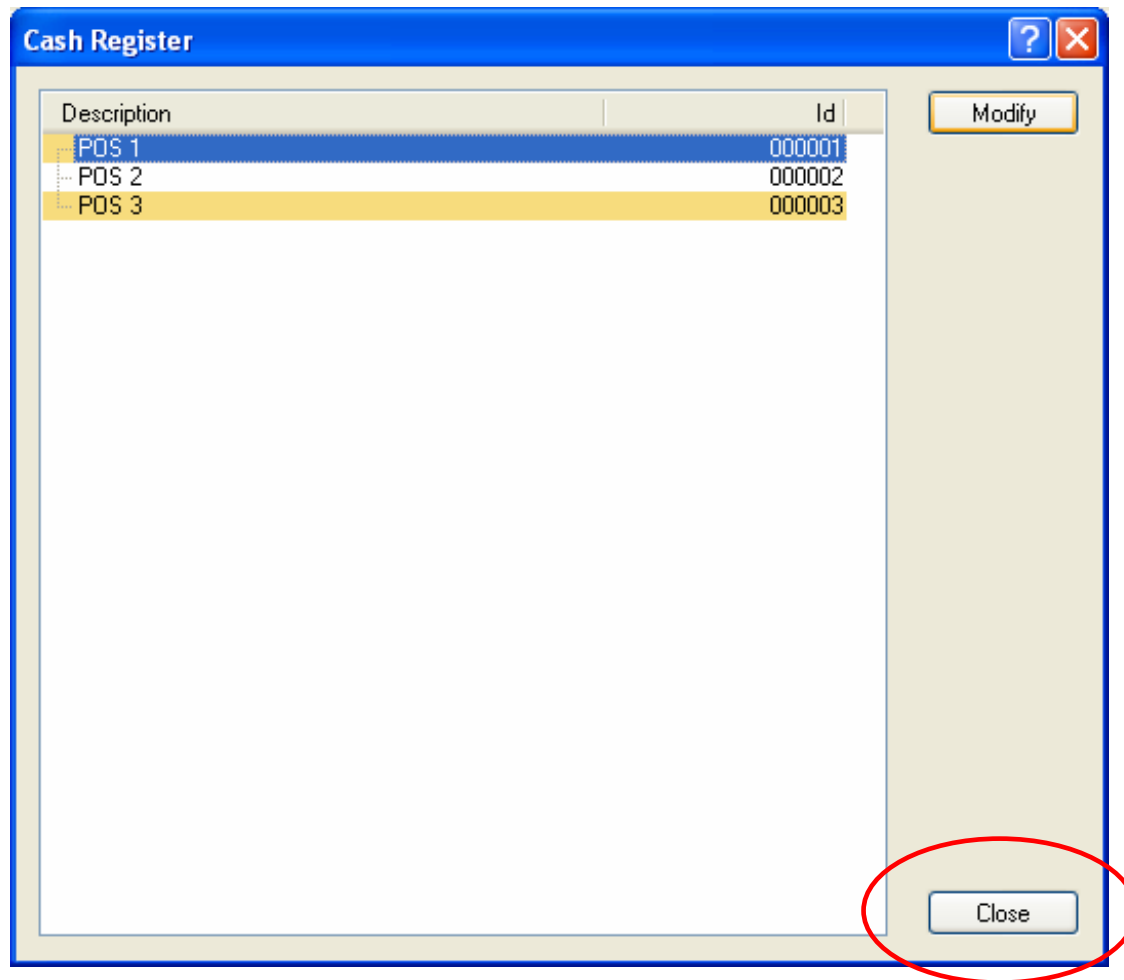 Cash Register ?
Description Id Modify
POS 1 000001
POS 2 000002
POS 3 000003
Close